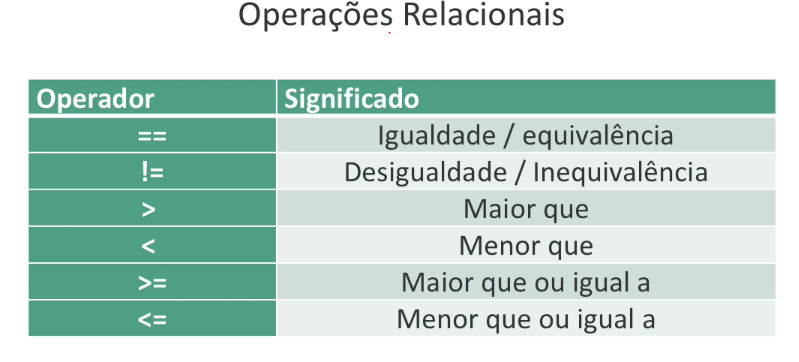 Operações Relacionais
Operador Significado
== Igualdade / equivalência
!= Desigualdade / Inequivalência
> Maior que
< Menor que
>= Maior que ou igual a
<= Menor que ou igual a